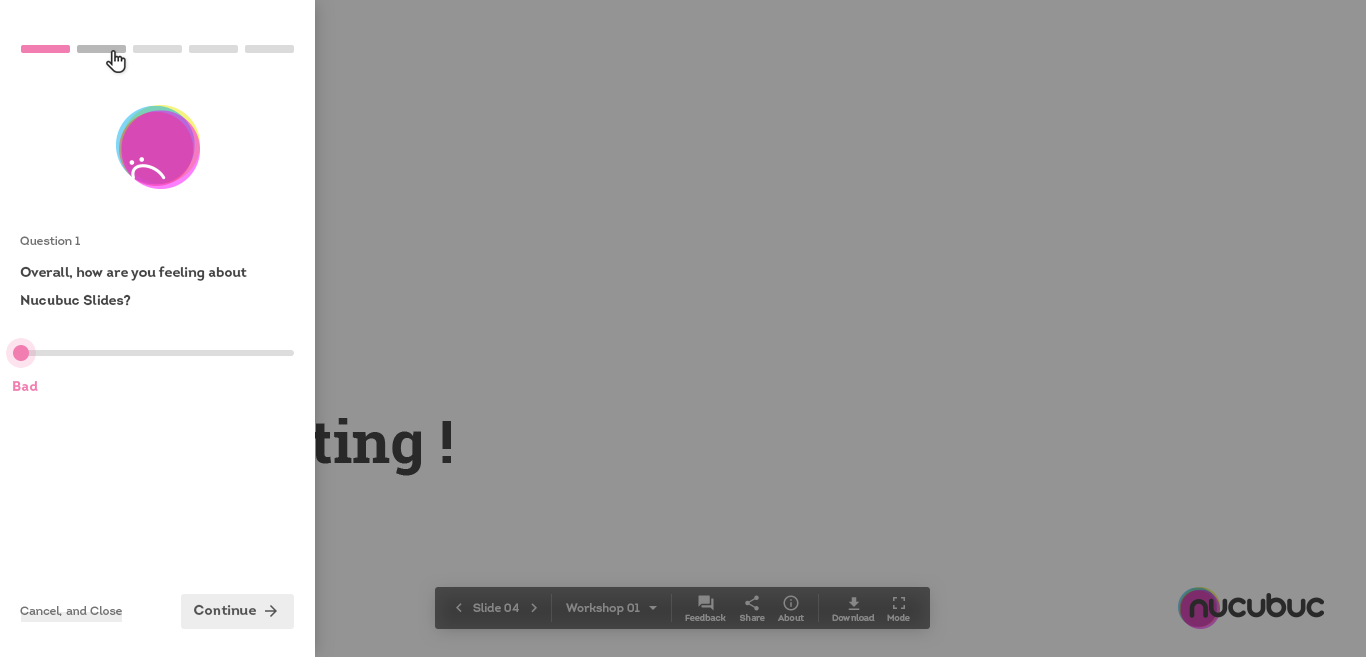 Question 1
Overall, how are you feeling about
Nucubuc Slides?
Bad
Cancel, and Close
Continue
ting !
Slide 04
Workshop 01
Feedback
Share
About
Download
Mode
nucubuc